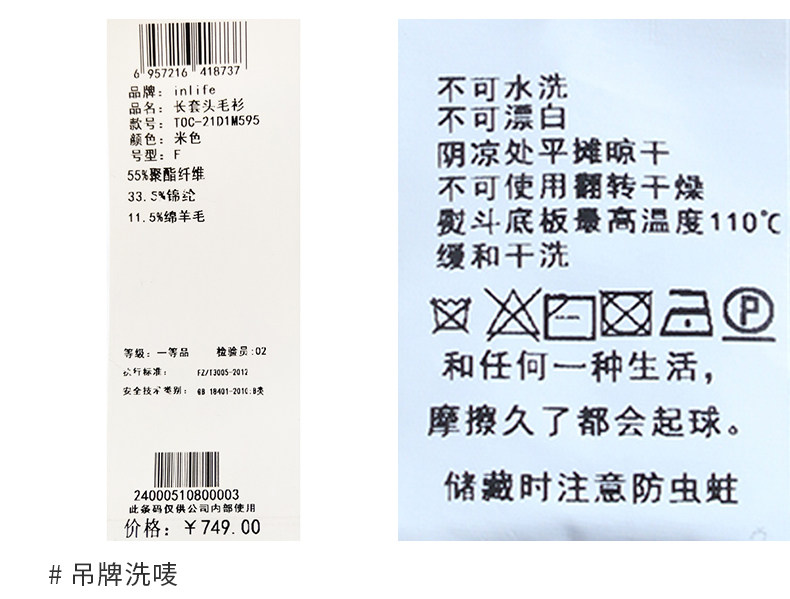 6 957216 418737
品牌: inlife
品名: 长套头毛衫
款号: TOC-21D1M595
颜色: 米色
号型: F
55%聚酯纤维
33.5%锦纶
11.5%绵羊毛
等级: 一等品 检验员:02
执行标准: FZ/T73005-2012
安全技术类别: GB 18401-2010:B类
24000510800003
此条码仅供公司内部使用
价格: ￥749.00
不可水洗
不可漂白
阴凉处平摊晾干
不可使用翻转干燥
熨斗底板最高温度110℃
缓和干洗
P
和任何一种生活,
摩擦久了都会起球。
储藏时注意防虫蛀
# 吊牌洗唛